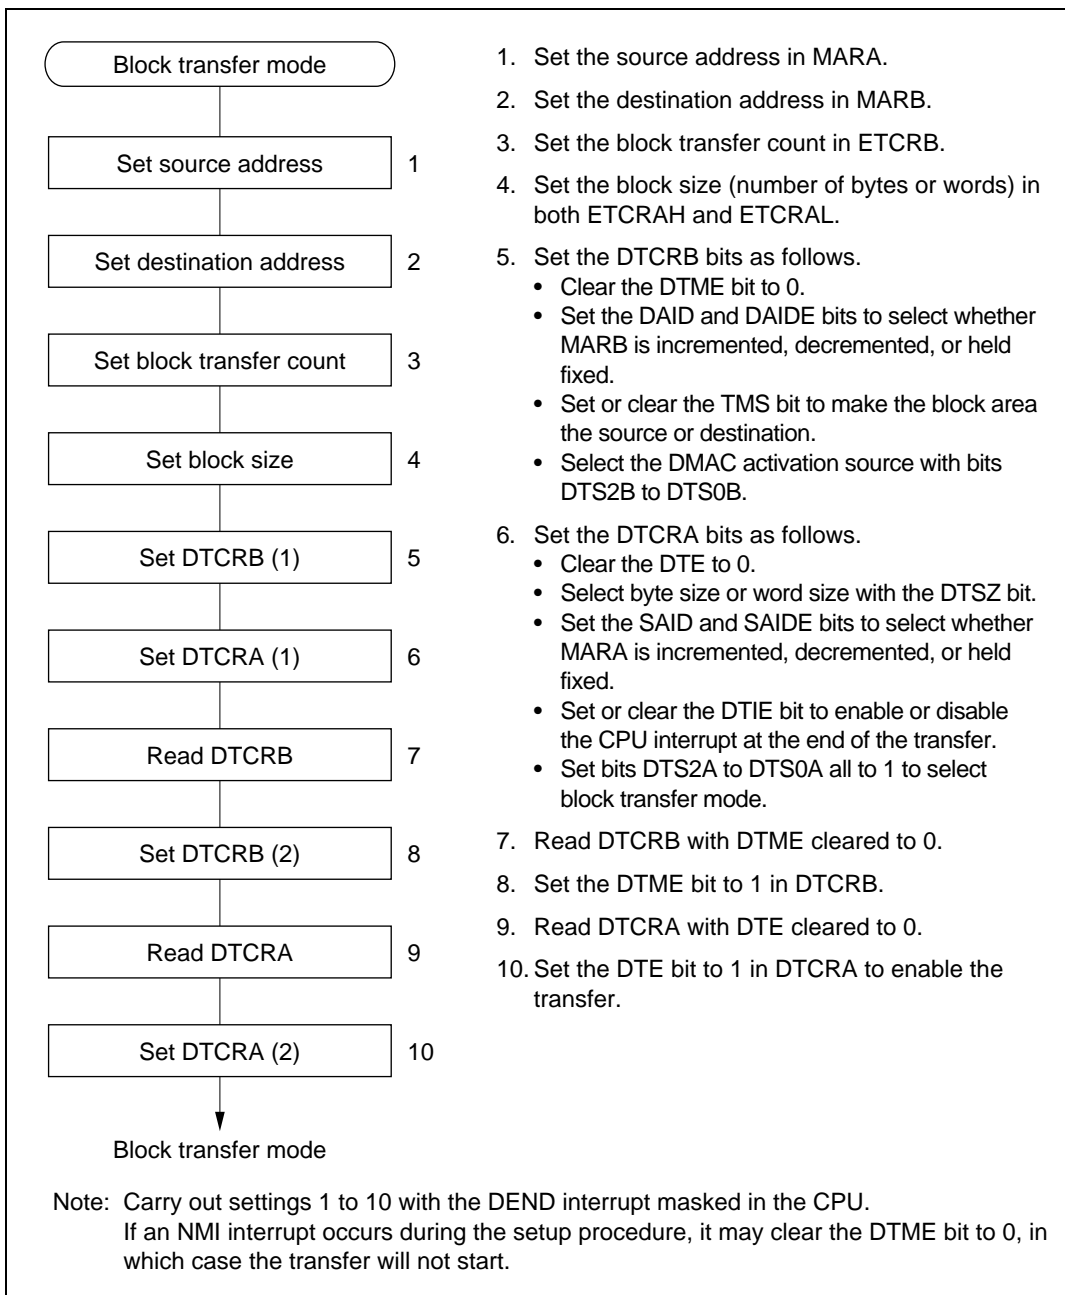 Block transfer mode
Set source address 1
Set destination address 2
Set block transfer count 3
Set block size 4
Set DTCRB (1) 5
Set DTCRA (1) 6
Read DTCRB 7
Set DTCRB (2) 8
Read DTCRA 9
Set DTCRA (2) 10
Block transfer mode
1. Set the source address in MARA.
2. Set the destination address in MARB.
3. Set the block transfer count in ETCRB.
4. Set the block size (number of bytes or words) in
both ETCRAH and ETCRAL.
5. Set the DTCRB bits as follows.
• Clear the DTME bit to 0.
• Set the DAID and DAIDE bits to select whether
MARB is incremented, decremented, or held
fixed.
• Set or clear the TMS bit to make the block area
the source or destination.
• Select the DMAC activation source with bits
DTS2B to DTS0B.
6. Set the DTCRA bits as follows.
• Clear the DTE to 0.
• Select byte size or word size with the DTSZ bit.
• Set the SAID and SAIDE bits to select whether
MARA is incremented, decremented, or held
fixed.
• Set or clear the DTIE bit to enable or disable
the CPU interrupt at the end of the transfer.
• Set bits DTS2A to DTS0A all to 1 to select
block transfer mode.
7. Read DTCRB with DTME cleared to 0.
8. Set the DTME bit to 1 in DTCRB.
9. Read DTCRA with DTE cleared to 0.
10. Set the DTE bit to 1 in DTCRA to enable the
transfer.
Note: Carry out settings 1 to 10 with the DEND interrupt masked in the CPU.
If an NMI interrupt occurs during the setup procedure, it may clear the DTME bit to 0, in
which case the transfer will not start.